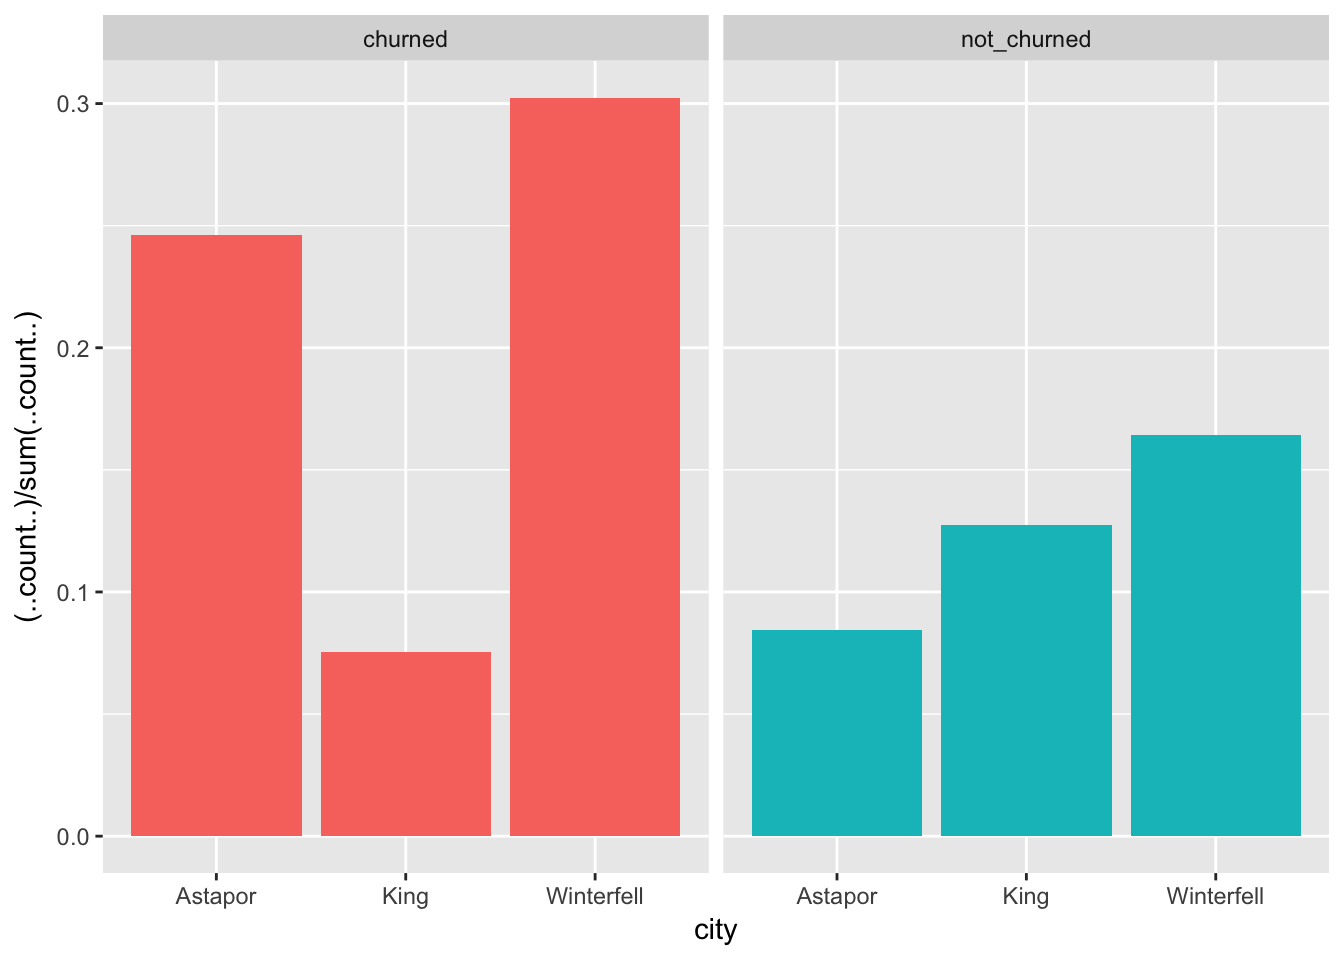 churned
not_churned
(..count..)/sum(..count..)
0.3
0.2
0.1
0.0
Astapor King Winterfell
Astapor King Winterfell
city